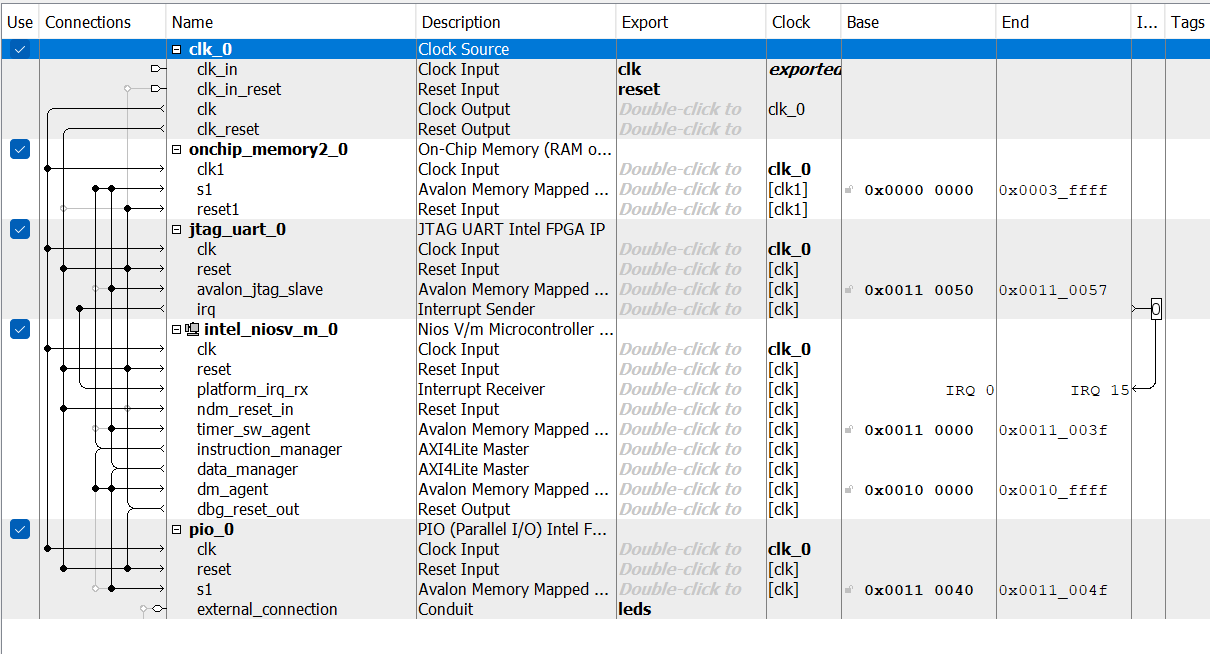 Use Connections Name Description Export Clock Base End I... Tags
clk_0 Clock Source
clk_in Clock Input clk exported
clk_in_reset Reset Input reset
clk Clock Output Double-click to clk_0
clk_reset Reset Output Double-click to
onchip_memory2_0 On-Chip Memory (RAM o...
clk1 Clock Input Double-click to clk_0
s1 Avalon Memory Mapped ... Double-click to [clk1] 0x0000 0000 0x0003_ffff
reset1 Reset Input Double-click to [clk1]
jtag_uart_0 JTAG UART Intel FPGA IP
clk Clock Input Double-click to clk_0
reset Reset Input Double-click to [clk]
avalon_jtag_slave Avalon Memory Mapped ... Double-click to [clk] 0x0011 0050 0x0011_0057
irq Interrupt Sender Double-click to [clk] 0
intel_niosv_m_0 Nios V/m Microcontroller ...
clk Clock Input Double-click to clk_0
reset Reset Input Double-click to [clk]
platform_irq_rx Interrupt Receiver Double-click to [clk] IRQ 0 IRQ 15
ndm_reset_in Reset Input Double-click to [clk]
timer_sw_agent Avalon Memory Mapped ... Double-click to [clk] 0x0011 0000 0x0011_003f
instruction_manager AXI4Lite Master Double-click to [clk]
data_manager AXI4Lite Master Double-click to [clk]
dm_agent Avalon Memory Mapped ... Double-click to [clk] 0x0010 0000 0x0010_ffff
dbg_reset_out Reset Output Double-click to [clk]
pio_0 PIO (Parallel I/O) Intel F...
clk Clock Input Double-click to clk_0
reset Reset Input Double-click to [clk]
s1 Avalon Memory Mapped ... Double-click to [clk] 0x0011 0040 0x0011_004f
external_connection Conduit leds